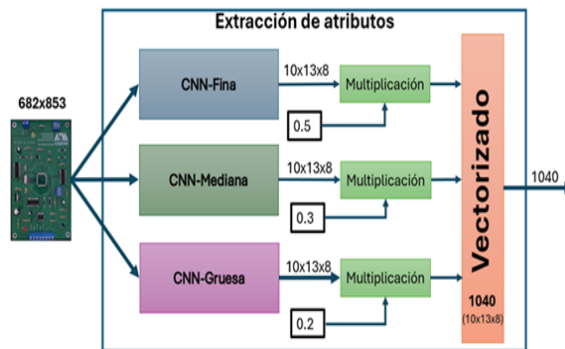 Extracción de atributos
682x853
CNN-Fina
10x13x8
Multiplicación
0.5
CNN-Mediana
10x13x8
Multiplicación
0.3
CNN-Gruesa
10x13x8
Multiplicación
0.2
Vectorizado
1040
(10x13x8)
1040